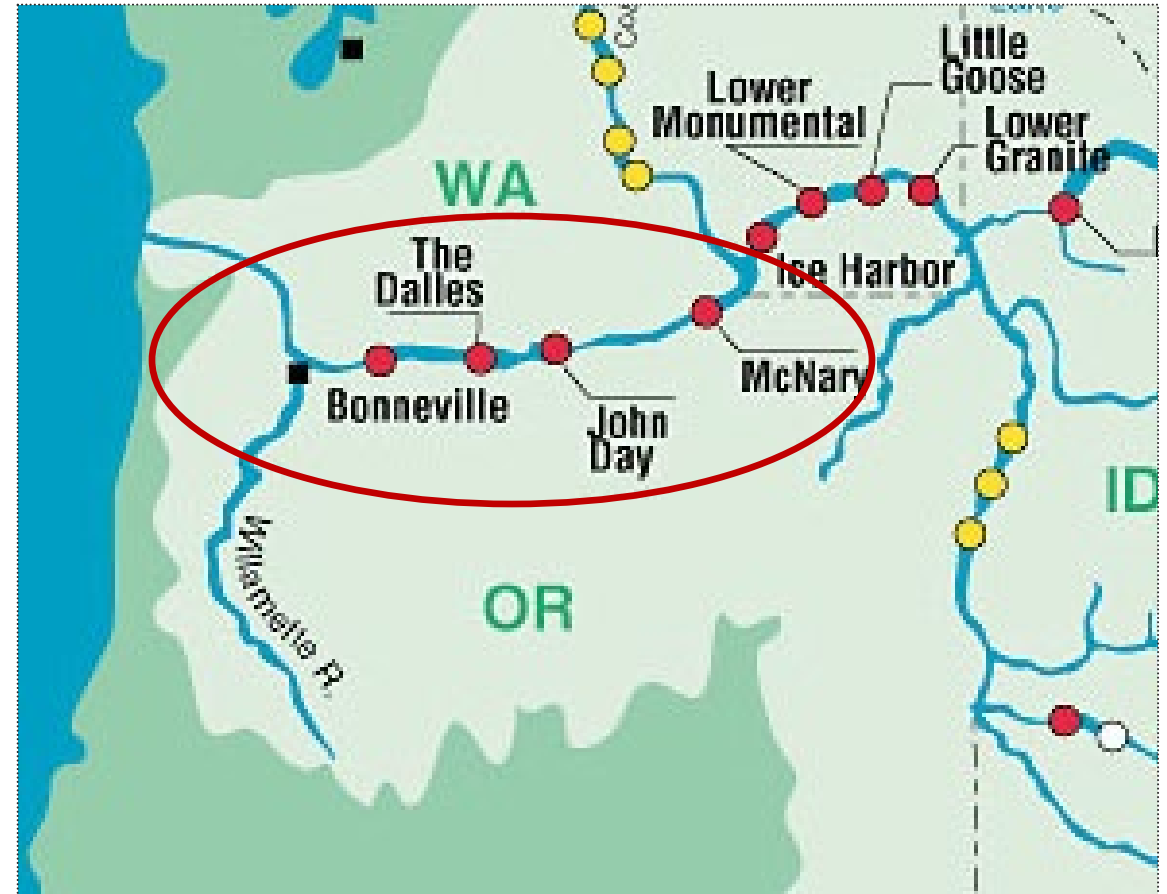 Little
Goose
Lower
Monumental
Lower
Granite
WA
The
Dalles
Ice Harbor
McNary
Bonneville
John
Day
ID
Willamette R.
OR